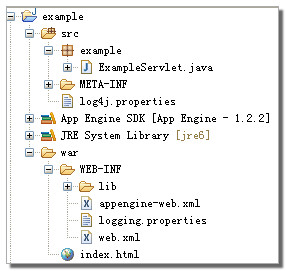 example
src
example
ExampleServlet.java
META-INF
log4j.properties
App Engine SDK [App Engine - 1.2.2]
JRE System Library [jre6]
war
WEB-INF
lib
appengine-web.xml
logging.properties
web.xml
index.html